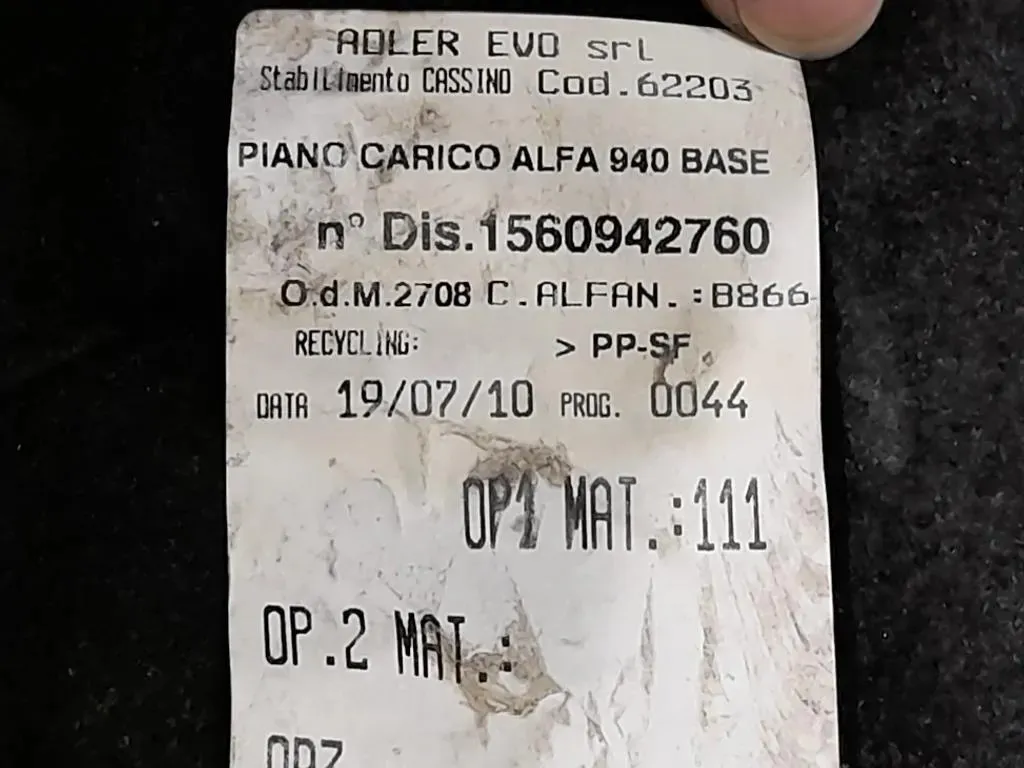 ADLER EVO srl
Stabilimento CASSINO Cod.62203
PIANO CARICO ALFA 940 BASE
n° Dis.1560942760
O.d.M.2708 C.ALFAN.:B866
RECYCLING: > PP-SF
DATA 19/07/10 PROG. 0044
OP1 MAT.:111
OP.2 MAT.: